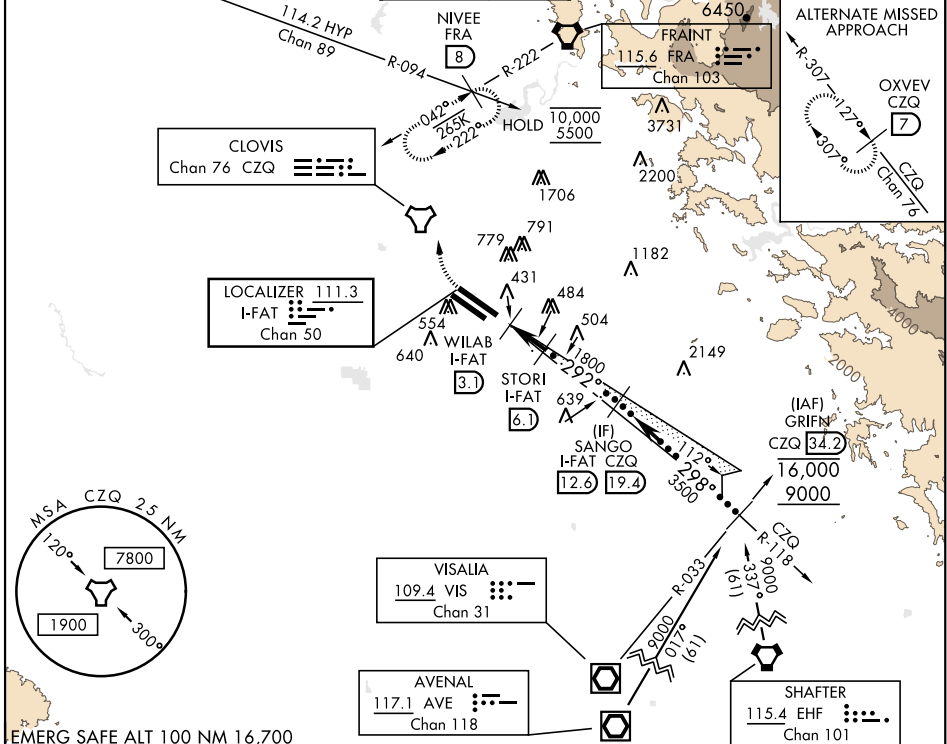 114.2 HYP
Chan 89
R-094
NIVEE
FRA
8
R-222
6450
FRAINT
115.6 FRA
Chan 103
ALTERNATE MISSED
APPROACH
R-307
127°
307°
OXVEV
CZQ
7
CZQ
Chan 76
042°
265K
222°
HOLD
10,000
5500
3731
2200
CLOVIS
Chan 76 CZQ
1706
791
779
1182
431
484
504
LOCALIZER 111.3
I-FAT
Chan 50
554
640
WILAB
I-FAT
3.1
STORI
I-FAT
6.1
1800
292°
2149
4000
2000
639
(IF)
SANGO
I-FAT CZQ
12.6 19.4
112°
298°
3500
(IAF)
GRIFN
CZQ 34.2
16,000
9000
MSA CZQ 25 NM
120°
7800
1900
300°
CZQ
R-118
R-033
9000
337°
(61)
9000
017°
(61)
VISALIA
109.4 VIS
Chan 31
AVENAL
117.1 AVE
Chan 118
SHAFTER
115.4 EHF
Chan 101
EMERG SAFE ALT 100 NM 16,700